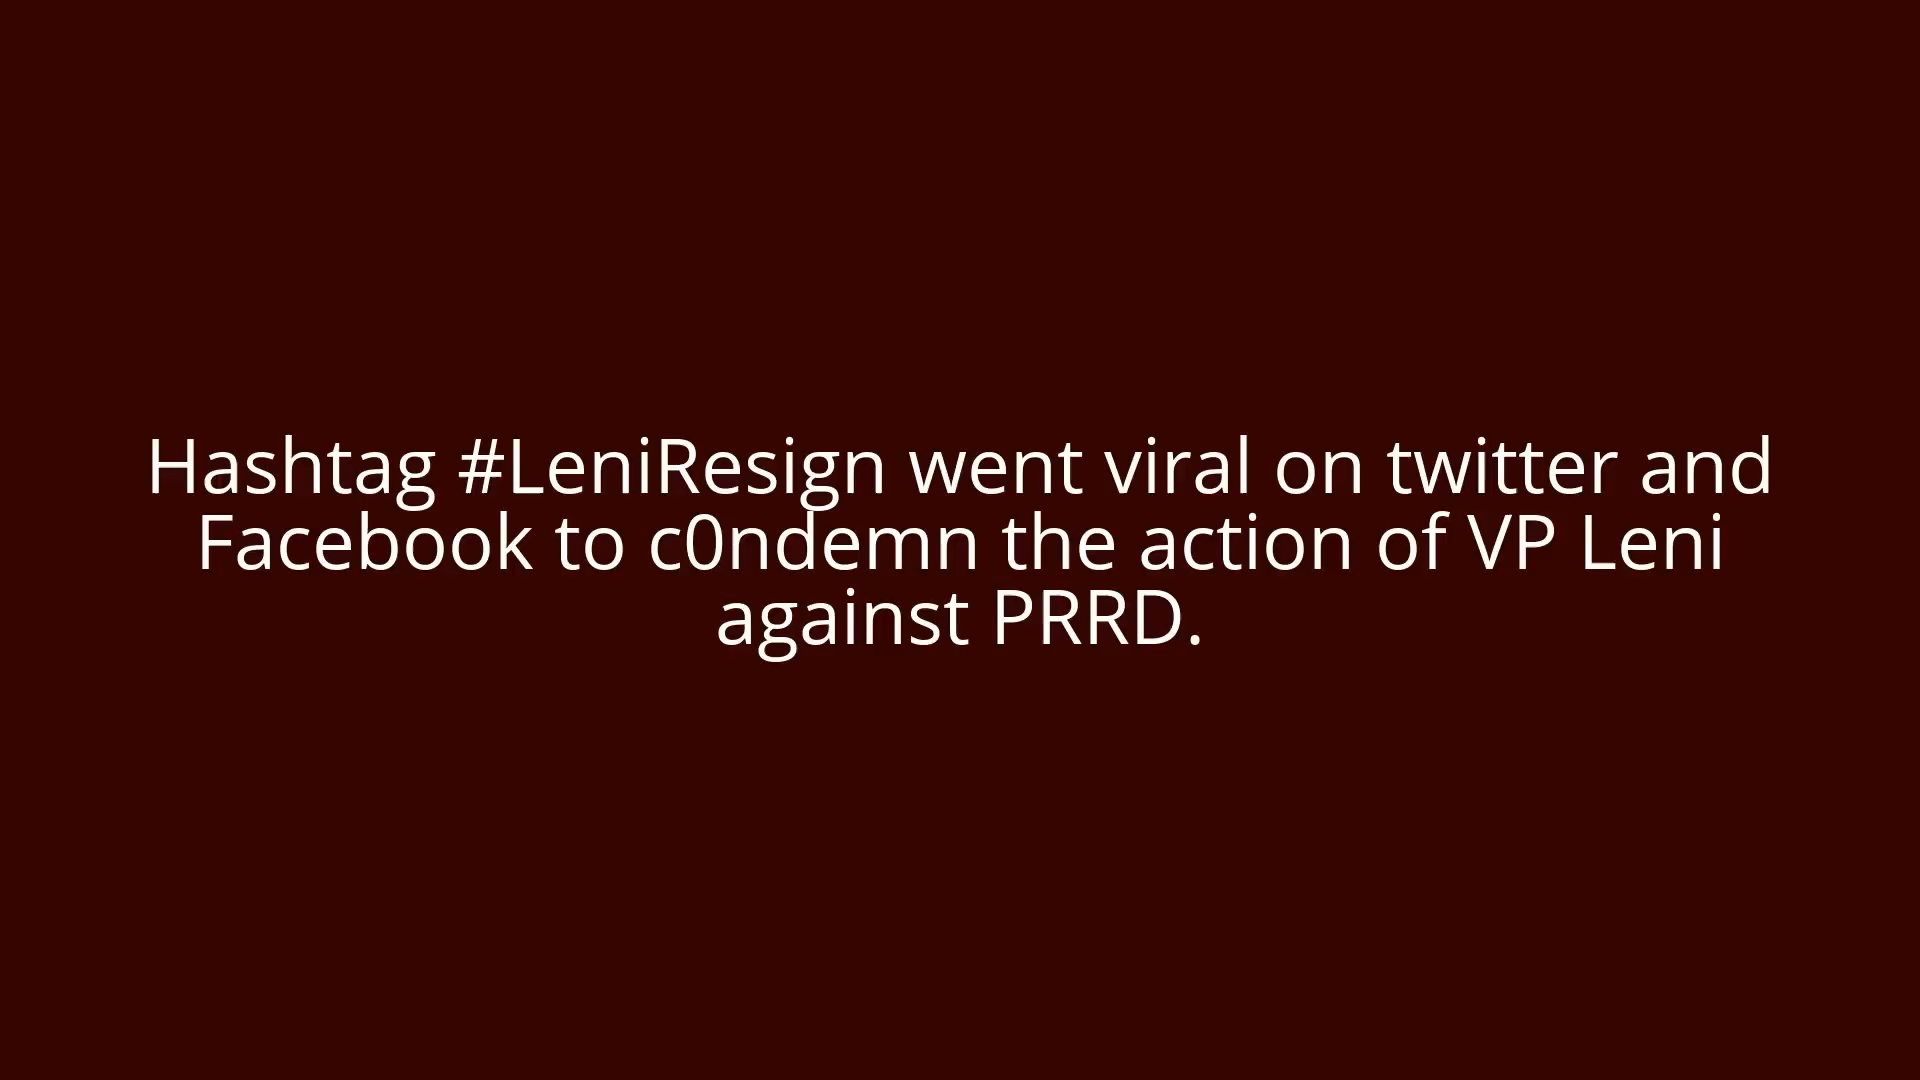 Hashtag #LeniResign went viral on twitter and
Facebook to c0ndemn the action of VP Leni
against PRRD.